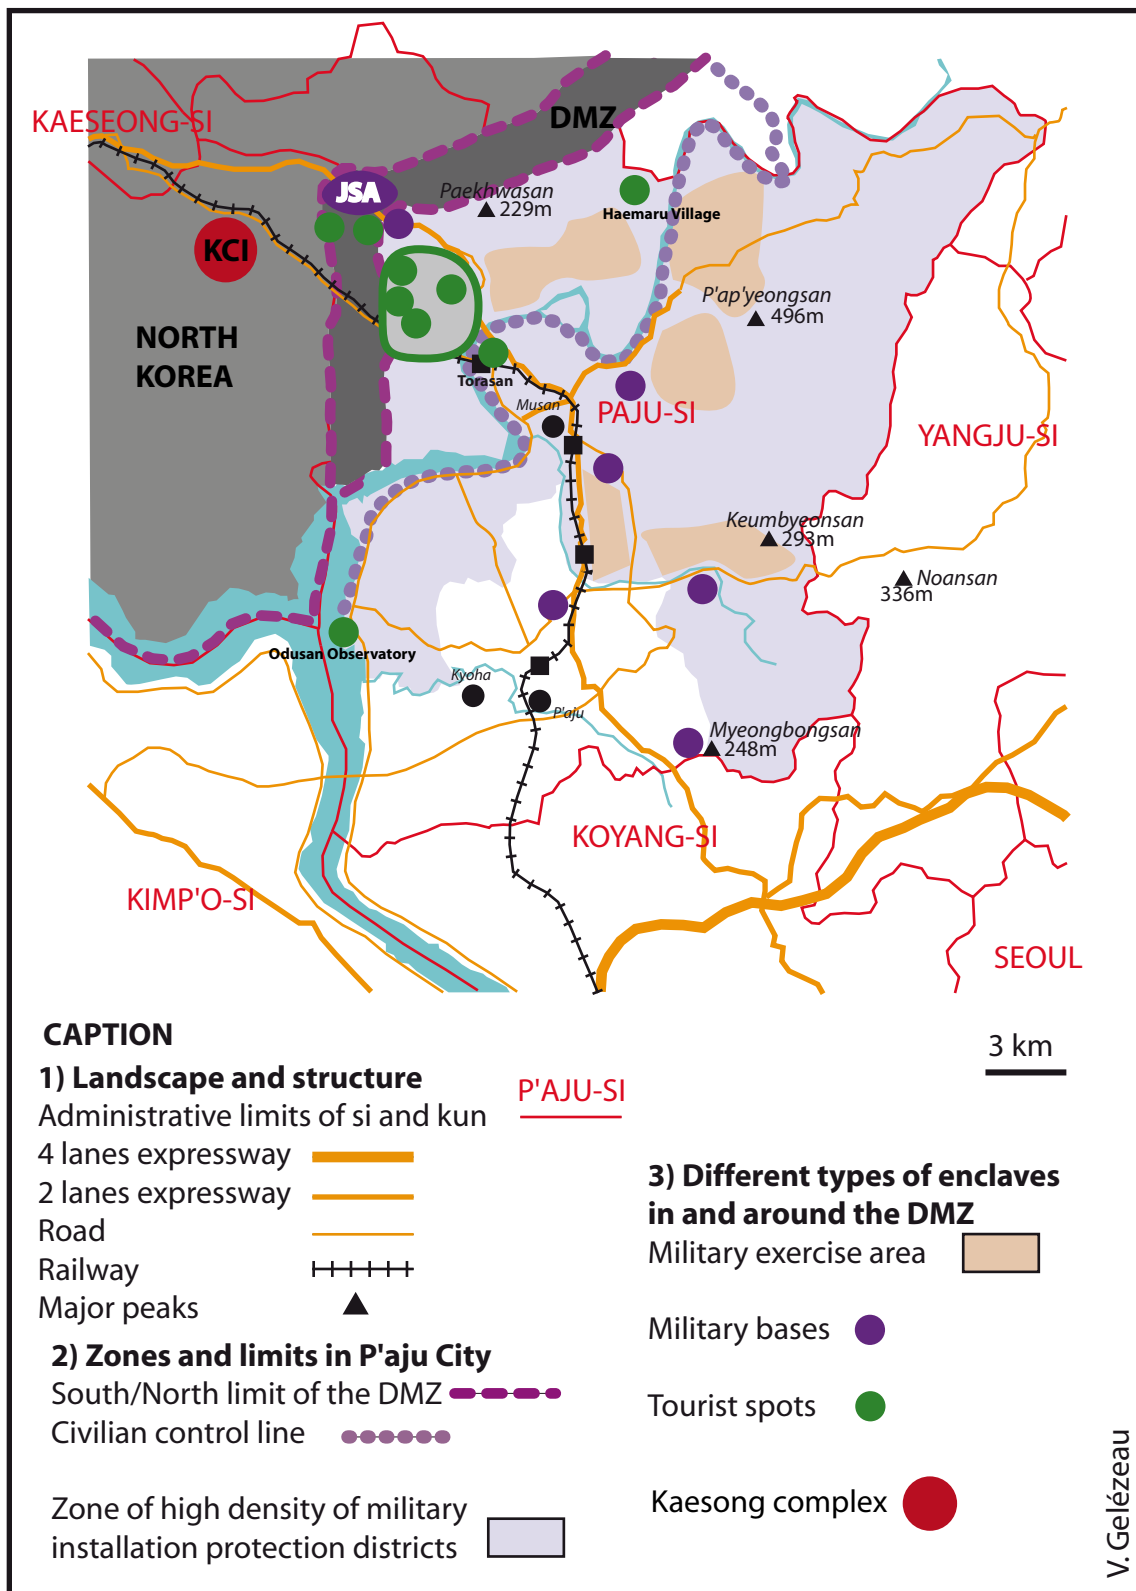 KAESEONG-SI
DMZ
JSA
Paekhwasan
229m
Haemaru Village
KCI
P'ap'yeongsan
496m
NORTH
KOREA
Torasan
Musan
PAJU-SI
YANGJU-SI
Keumbyeonsan
293m
Noansan
336m
Odusan Observatory
Kyoha
P'aju
Myeongbongsan
248m
KOYANG-SI
KIMP'O-SI
SEOUL
CAPTION
3 km
1) Landscape and structure
P'AJU-SI
Administrative limits of si and kun
4 lanes expressway
2 lanes expressway
Road
Railway
Major peaks
2) Zones and limits in P'aju City
South/North limit of the DMZ
Civilian control line
Zone of high density of military
installation protection districts
3) Different types of enclaves
in and around the DMZ
Military exercise area
Military bases
Tourist spots
Kaesong complex
V. Gelézeau